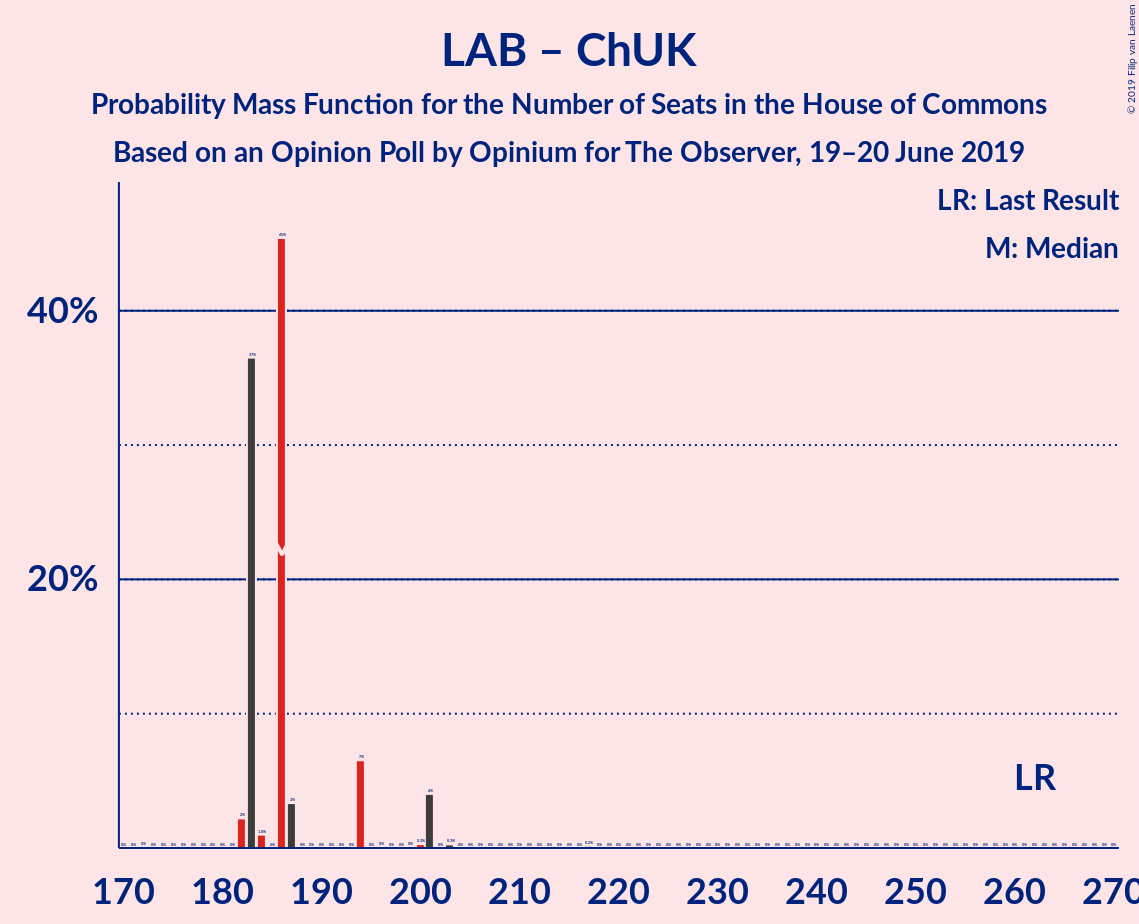 LAB – ChUK
Probability Mass Function for the Number of Seats in the House of Commons
Based on an Opinion Poll by Opinium for The Observer, 19–20 June 2019
© 2019 Filip van Laenen
LR: Last Result
M: Median
40%
20%
M
LR
170 180 190 200 210 220 230 240 250 260 270